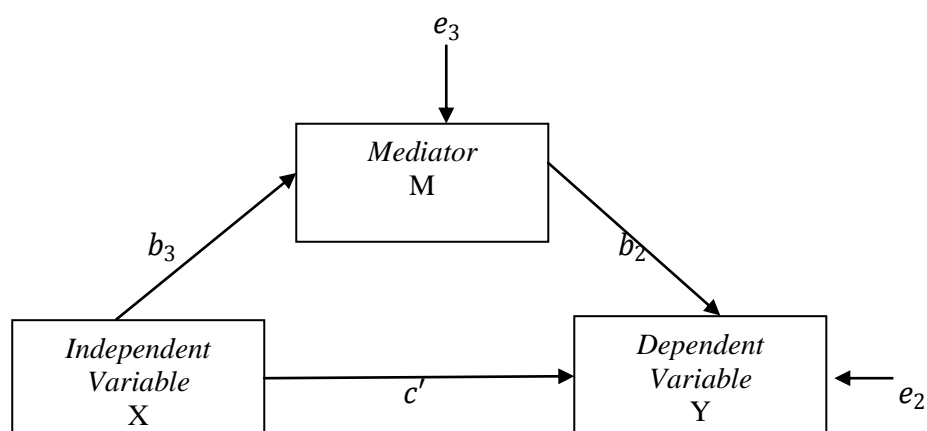 e₃
Mediator
M
b₃
b₂
Independent
Variable
X
c′
Dependent
Variable
Y
e₂